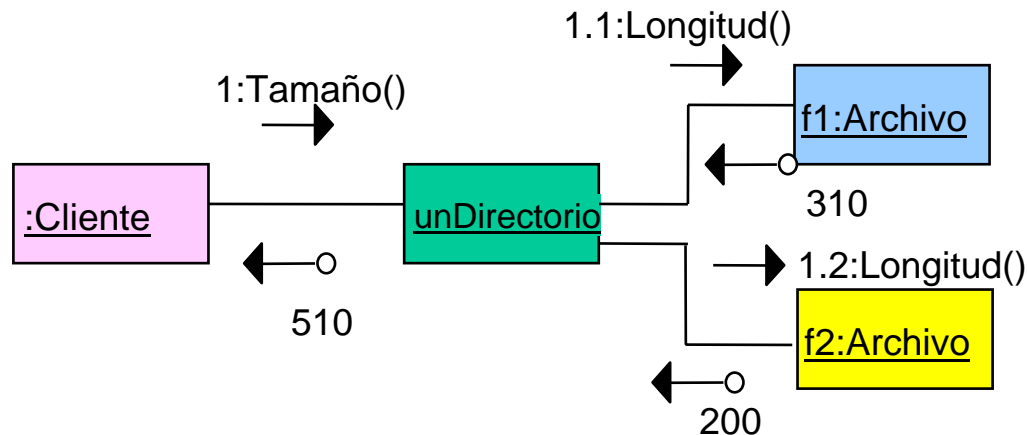 1.1:Longitud()
1:Tamaño()
f1:Archivo
:Cliente
unDirectorio
310
1.2:Longitud()
510
f2:Archivo
200